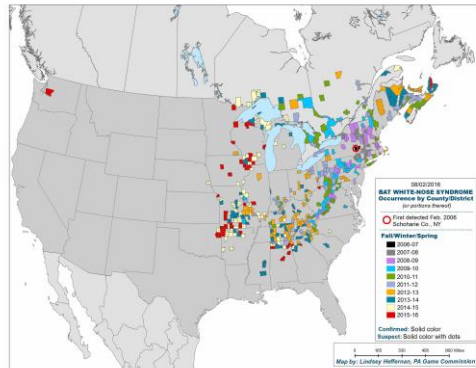 08/02/2016
BAT WHITE-NOSE SYNDROME
Occurrence by County/District
(or portions thereof)
First detected Feb. 2006
Schoharie Co., NY
Fall/Winter/Spring
2006-07
2007-08
2008-09
2009-10
2010-11
2011-12
2012-13
2013-14
2014-15
2015-16
Confirmed: Solid color
Suspect: Solid color with dots
Map by: Lindsey Heffernan, PA Game Commission